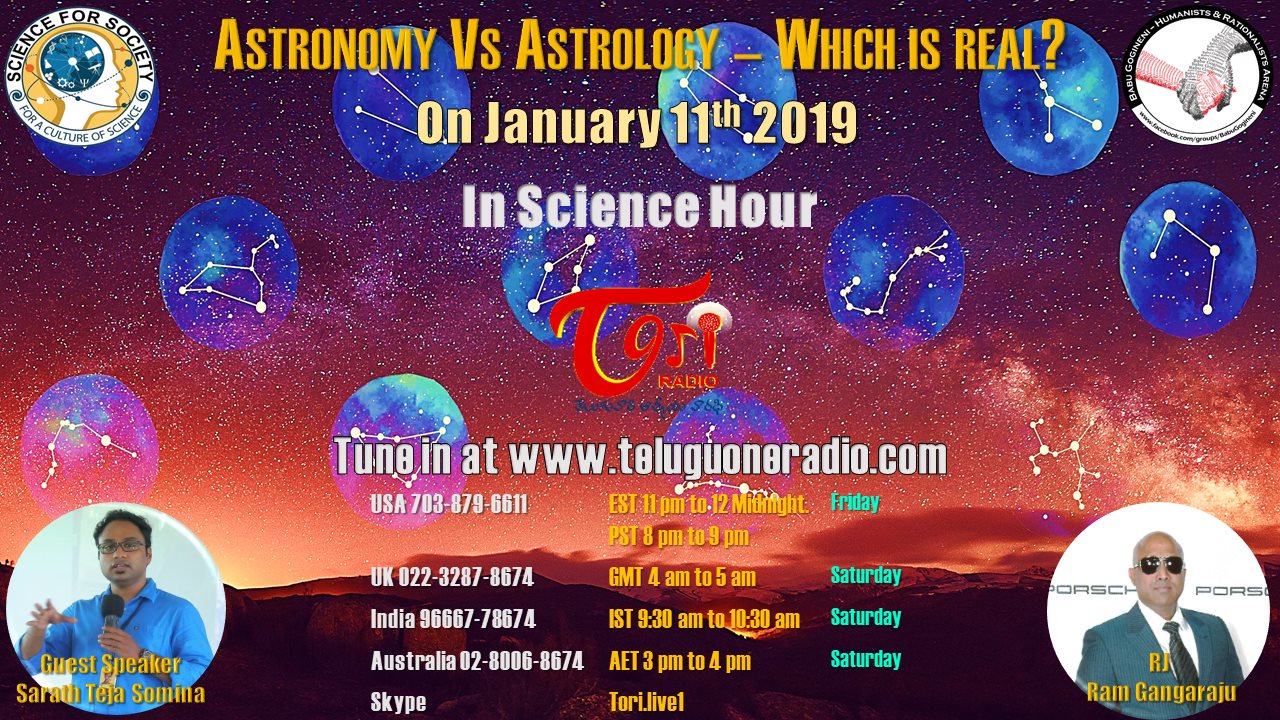 SCIENCE FOR SOCIETY
FOR A CULTURE OF SCIENCE
Astronomy Vs Astrology – Which is real?
BABU GOGINENI – HUMANISTS & RATIONALISTS ARENA
www.facebook.com/groups/BabuGogineni
On January 11th 2019
In Science Hour
TORi
RADIO
Tune in at www.teluguoneradio.com
USA 703-879-6611 EST 11 pm to 12 Midnight. Friday
PST 8 pm to 9 pm
UK 022-3287-8674 GMT 4 am to 5 am Saturday
India 96667-78674 IST 9:30 am to 10:30 am Saturday
Australia 02-8006-8674 AET 3 pm to 4 pm Saturday
Skype Tori.live1
PORSCH PORSC
Guest Speaker
Sarath Teja Somina
RJ
Ram Gangaraju